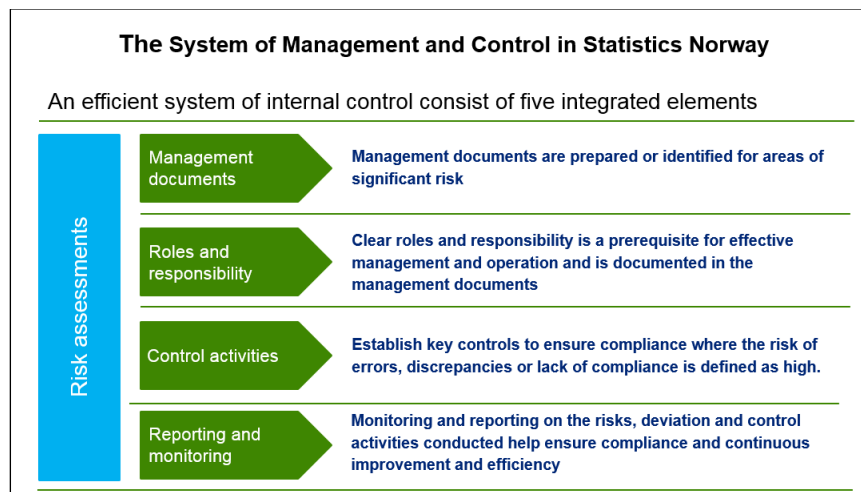 The System of Management and Control in Statistics Norway
An efficient system of internal control consist of five integrated elements
Risk assessments
Management
documents
Management documents are prepared or identified for areas of
significant risk
Roles and
responsibility
Clear roles and responsibility is a prerequisite for effective
management and operation and is documented in the
management documents
Control activities
Establish key controls to ensure compliance where the risk of
errors, discrepancies or lack of compliance is defined as high.
Reporting and
monitoring
Monitoring and reporting on the risks, deviation and control
activities conducted help ensure compliance and continuous
improvement and efficiency